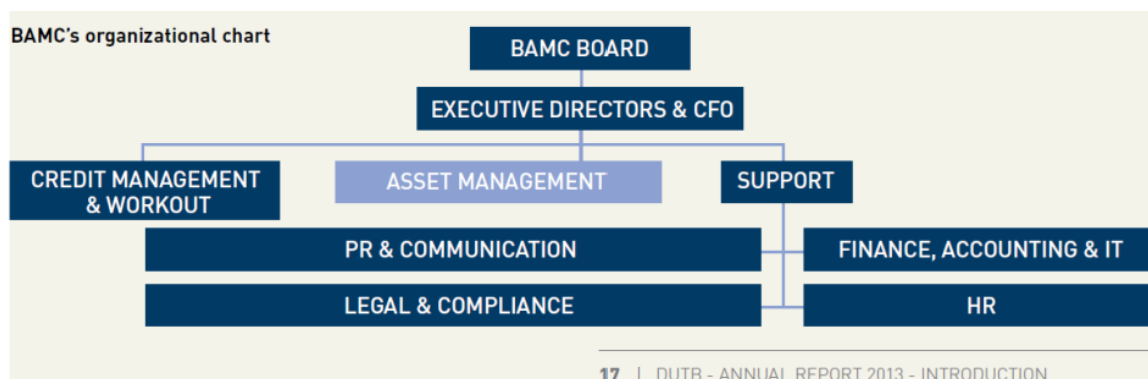 BAMC's organizational chart
BAMC BOARD
EXECUTIVE DIRECTORS & CFO
CREDIT MANAGEMENT
& WORKOUT
ASSET MANAGEMENT
SUPPORT
PR & COMMUNICATION
FINANCE, ACCOUNTING & IT
LEGAL & COMPLIANCE
HR
17 | DUTB - ANNUAL REPORT 2013 - INTRODUCTION